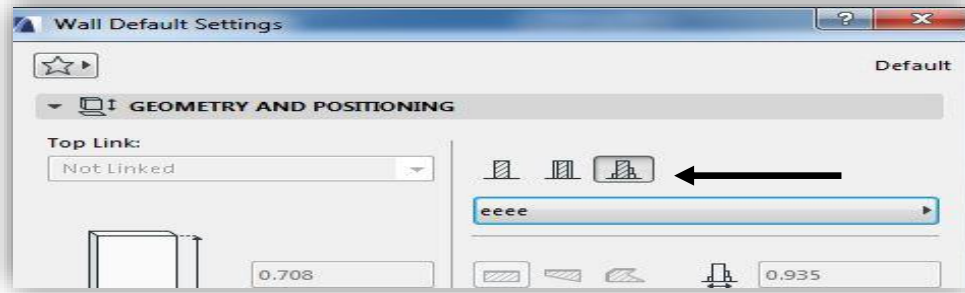 Wall Default Settings
Default
GEOMETRY AND POSITIONING
Top Link:
Not Linked
eeee
0.708
0.935